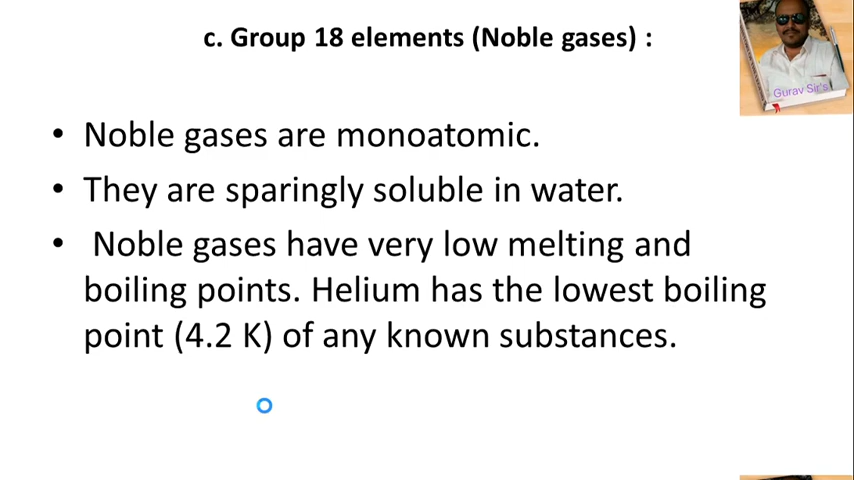 c. Group 18 elements (Noble gases) :
Gurav Sir's
• Noble gases are monoatomic.
• They are sparingly soluble in water.
• Noble gases have very low melting and
boiling points. Helium has the lowest boiling
point (4.2 K) of any known substances.